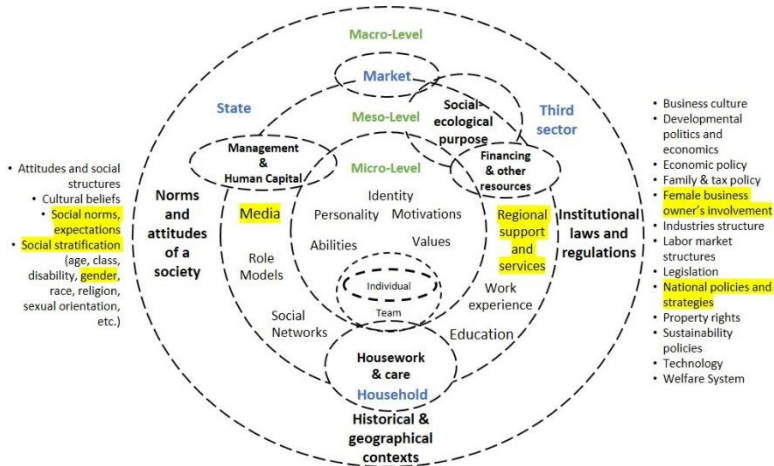 Macro-Level
Market
State
Meso-Level
Social-
ecological
purpose
Third
sector
Management
&
Human Capital
Micro-Level
Financing
& other
resources
• Attitudes and social
structures
• Cultural beliefs
• Social norms,
expectations
• Social stratification
(age, class,
disability, gender,
race, religion,
sexual orientation,
etc.)
Norms
and
attitudes
of a
society
Media
Role
Models
Social
Networks
Identity
Personality
Motivations
Abilities
Values
Individual
Team
Regional
support
and
services
Work
experience
Education
Institutional
laws and
regulations
Housework
& care
Household
Historical &
geographical
contexts
• Business culture
• Developmental
politics and
economics
• Economic policy
• Family & tax policy
• Female business
owner's involvement
• Industries structure
• Labor market
structures
• Legislation
• National policies and
strategies
• Property rights
• Sustainability
policies
• Technology
• Welfare System